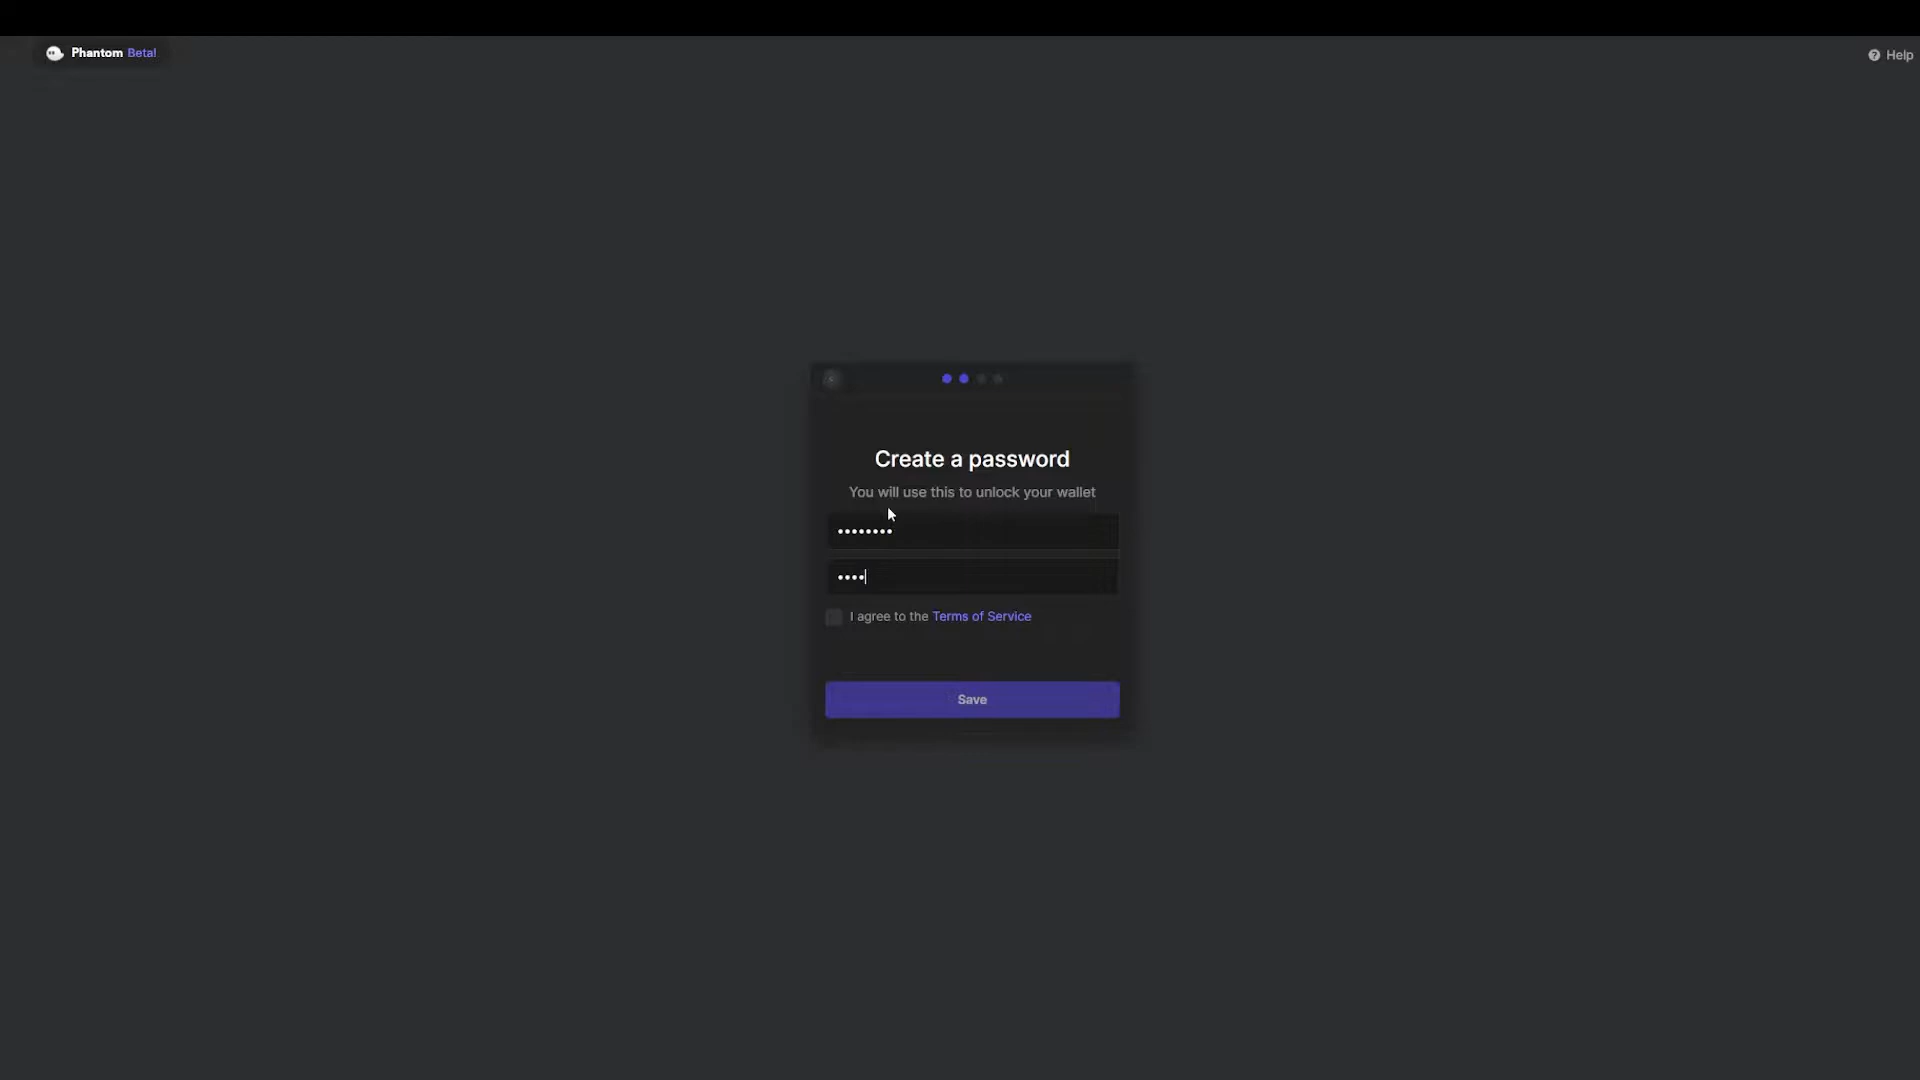 Phantom Beta!
Help
Create a password
You will use this to unlock your wallet
••••••••
••••
I agree to the Terms of Service
Save